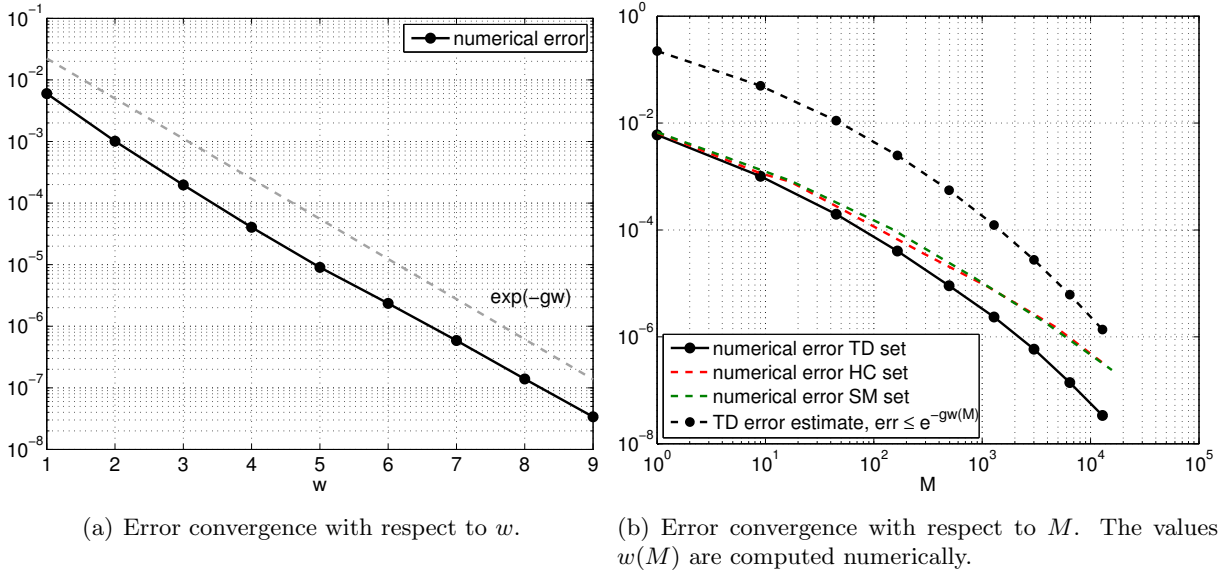 10^-1
10^-2
10^-3
10^-4
10^-5
10^-6
10^-7
10^-8
1 2 3 4 5 6 7 8 9
w
numerical error
exp(-gw)
(a) Error convergence with respect to w.
10^0
10^-2
10^-4
10^-6
10^-8
10^0 10^1 10^2 10^3 10^4 10^5
M
numerical error TD set
numerical error HC set
numerical error SM set
TD error estimate, err ≤ e^-gw(M)
(b) Error convergence with respect to M. The values
w(M) are computed numerically.